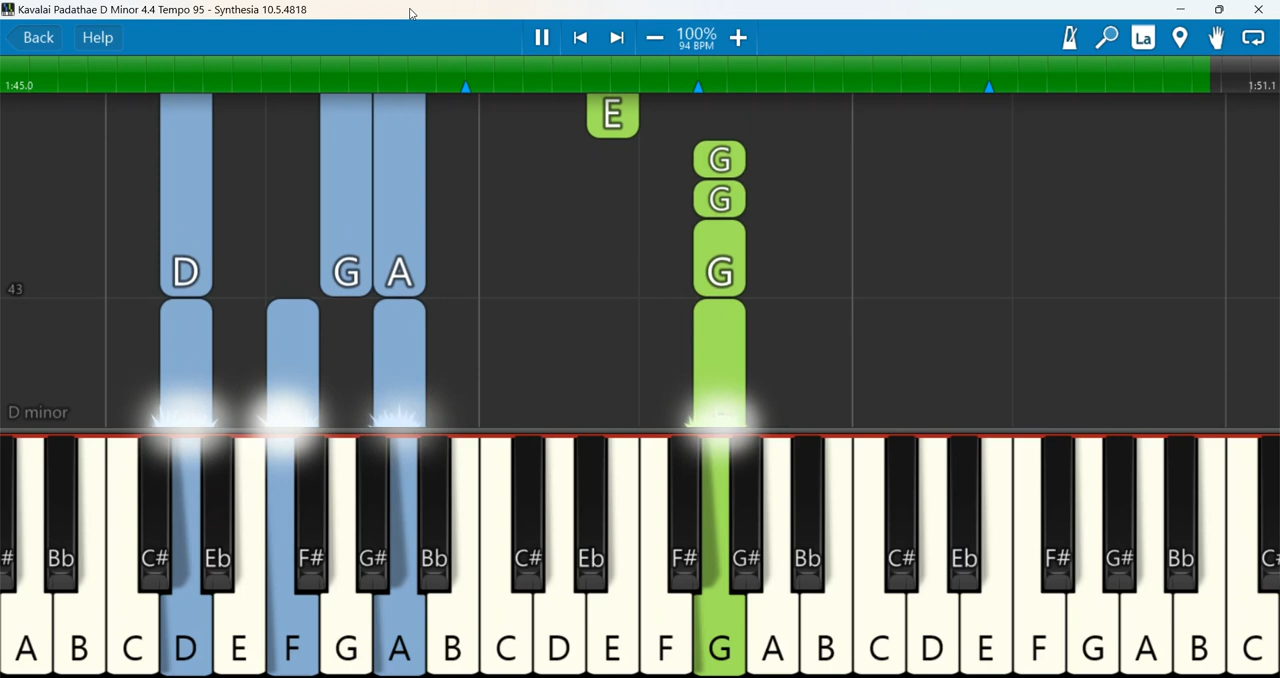 Kavalai Padathae D Minor 4.4 Tempo 95 - Synthesia 10.5.4818
Back Help 100% La
94 BPM
1:45.0 1:51.1
E
G
G
D G A G
43
D minor
# Bb C# Eb F# G# Bb C# Eb F# G# Bb C# Eb F# G# Bb C
A B C D E F G A B C D E F G A B C D E F G A B C